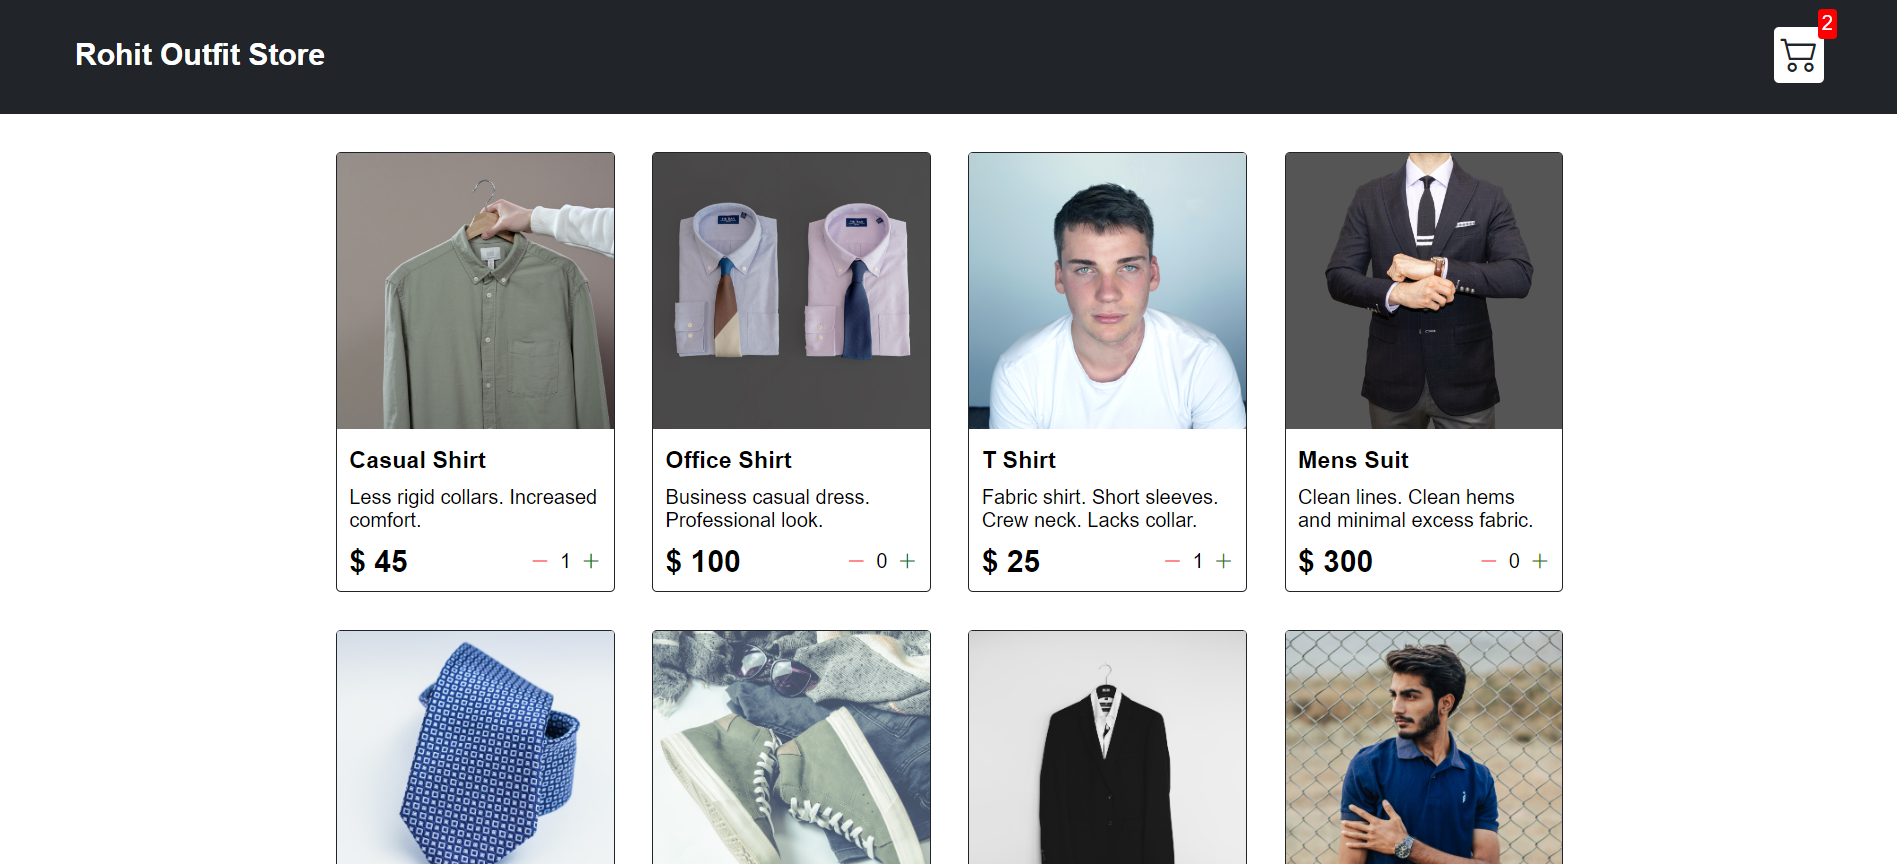 Rohit Outfit Store
2
Casual Shirt
Less rigid collars. Increased
comfort.
$ 45
− 1 +
Office Shirt
Business casual dress.
Professional look.
$ 100
− 0 +
T Shirt
Fabric shirt. Short sleeves.
Crew neck. Lacks collar.
$ 25
− 1 +
Mens Suit
Clean lines. Clean hems
and minimal excess fabric.
$ 300
− 0 +